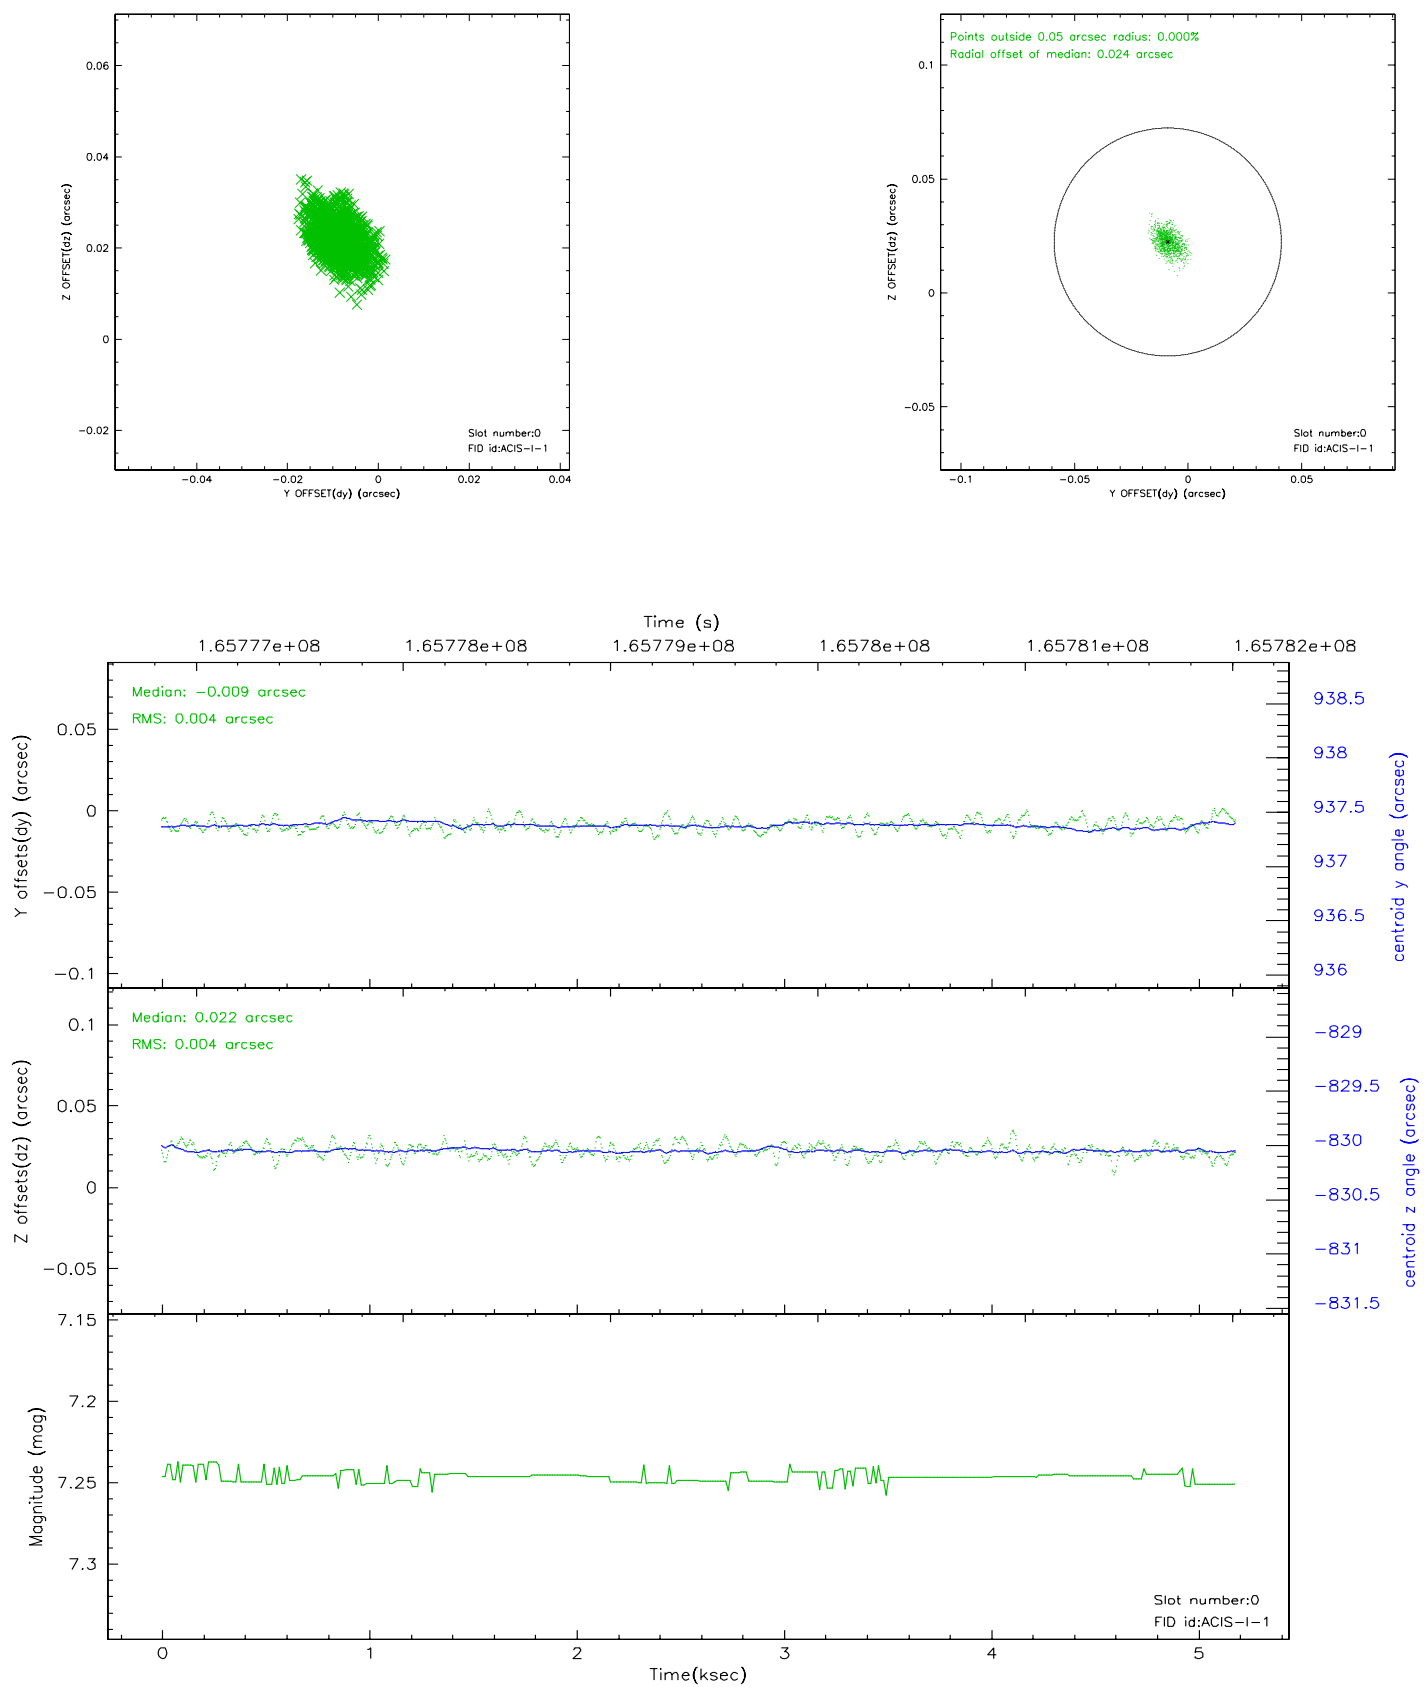 0.06
0.04
0.02
0
−0.02
Z OFFSET(dz) (arcsec)
Slot number:0
FID id:ACIS−I−1
−0.04
−0.02
0
0.02
0.04
Y OFFSET(dy) (arcsec)
Points outside 0.05 arcsec radius: 0.000%
Radial offset of median: 0.024 arcsec
0.1
0.05
0
−0.05
Z OFFSET(dz) (arcsec)
Slot number:0
FID id:ACIS−I−1
−0.1
−0.05
0
0.05
Y OFFSET(dy) (arcsec)
Time (s)
1.65777e+08
1.65778e+08
1.65779e+08
1.6578e+08
1.65781e+08
1.65782e+08
Median: −0.009 arcsec
RMS: 0.004 arcsec
0.05
0
−0.05
−0.1
Y offsets(dy) (arcsec)
938.5
938
937.5
937
936.5
936
centroid y angle (arcsec)
Median: 0.022 arcsec
RMS: 0.004 arcsec
0.1
0.05
0
−0.05
Z offsets(dz) (arcsec)
−829
−829.5
−830
−830.5
−831
−831.5
centroid z angle (arcsec)
7.15
7.2
7.25
7.3
Magnitude (mag)
Slot number:0
FID id:ACIS−I−1
0
1
2
3
4
5
Time(ksec)